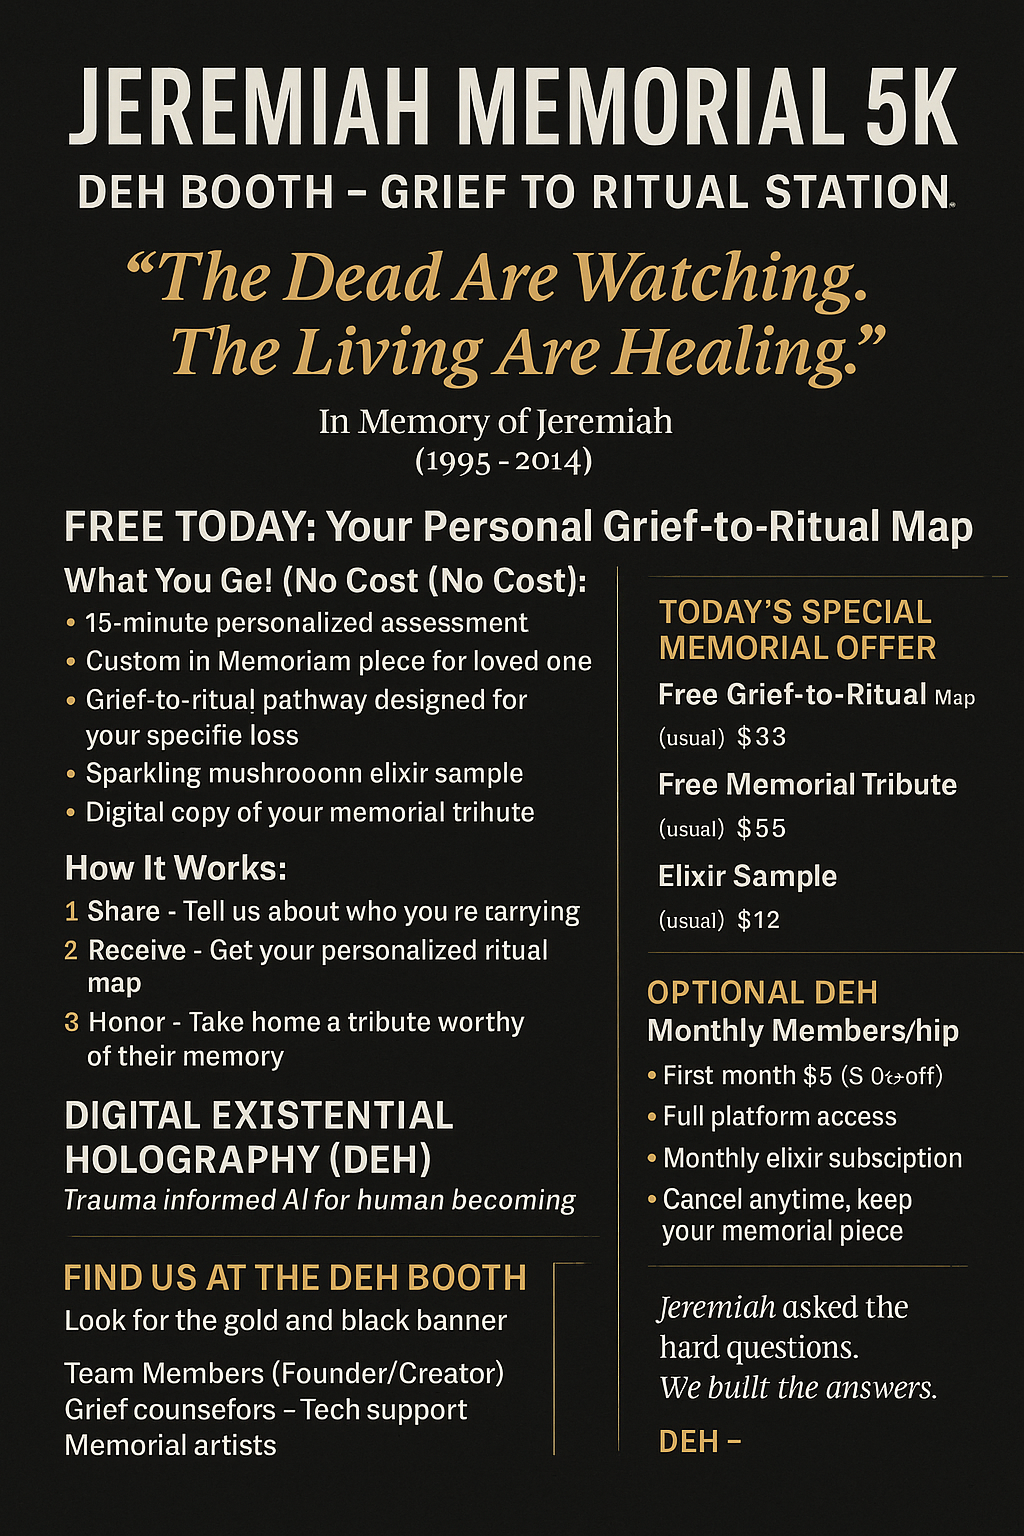 JEREMIAH MEMORIAL 5K
DEH BOOTH – GRIEF TO RITUAL STATION
“The Dead Are Watching.
The Living Are Healing.”
In Memory of Jeremiah
(1995 - 2014)
FREE TODAY: Your Personal Grief-to-Ritual Map
What You Ge! (No Cost (No Cost):
• 15-minute personalized assessment
• Custom in Memoriam plece for loved one
• Grief-to-ritual pathway designed for
your specifie loss
• Sparkling mushrooonn elixir sample
• Digital copy of your memorial trihute
How It Works:
1 Share - Tell us about who you re carrying
2 Receive - Get your personalized ritual
map
3 Honor - Take home a tribute worthy
of their memory
DIGITAL EXISTENTIAL
HOLOGRAPHY (DEH)
Trauma informed Al for human becoming
FIND US AT THE DEH BOOTH
Look for the gold and black banner
Team Members (Founder/Creator)
Grief counsefors – Tech support
Memorial artists
TODAY’S SPECIAL
MEMORIAL OFFER
Free Grief-to-Ritual Map
(usual) $33
Free Memorial Tribute
(usual) $55
Elixir Sample
(usual) $12
OPTIONAL DEH
Monthly Members/hip
• First month $5 (S off)
• Full platform access
• Monthly elixir subsciption
• Cancel anytime, keep
your memorial piece
Jeremiah asked the
hard questions.
We built the answers.
DEH –